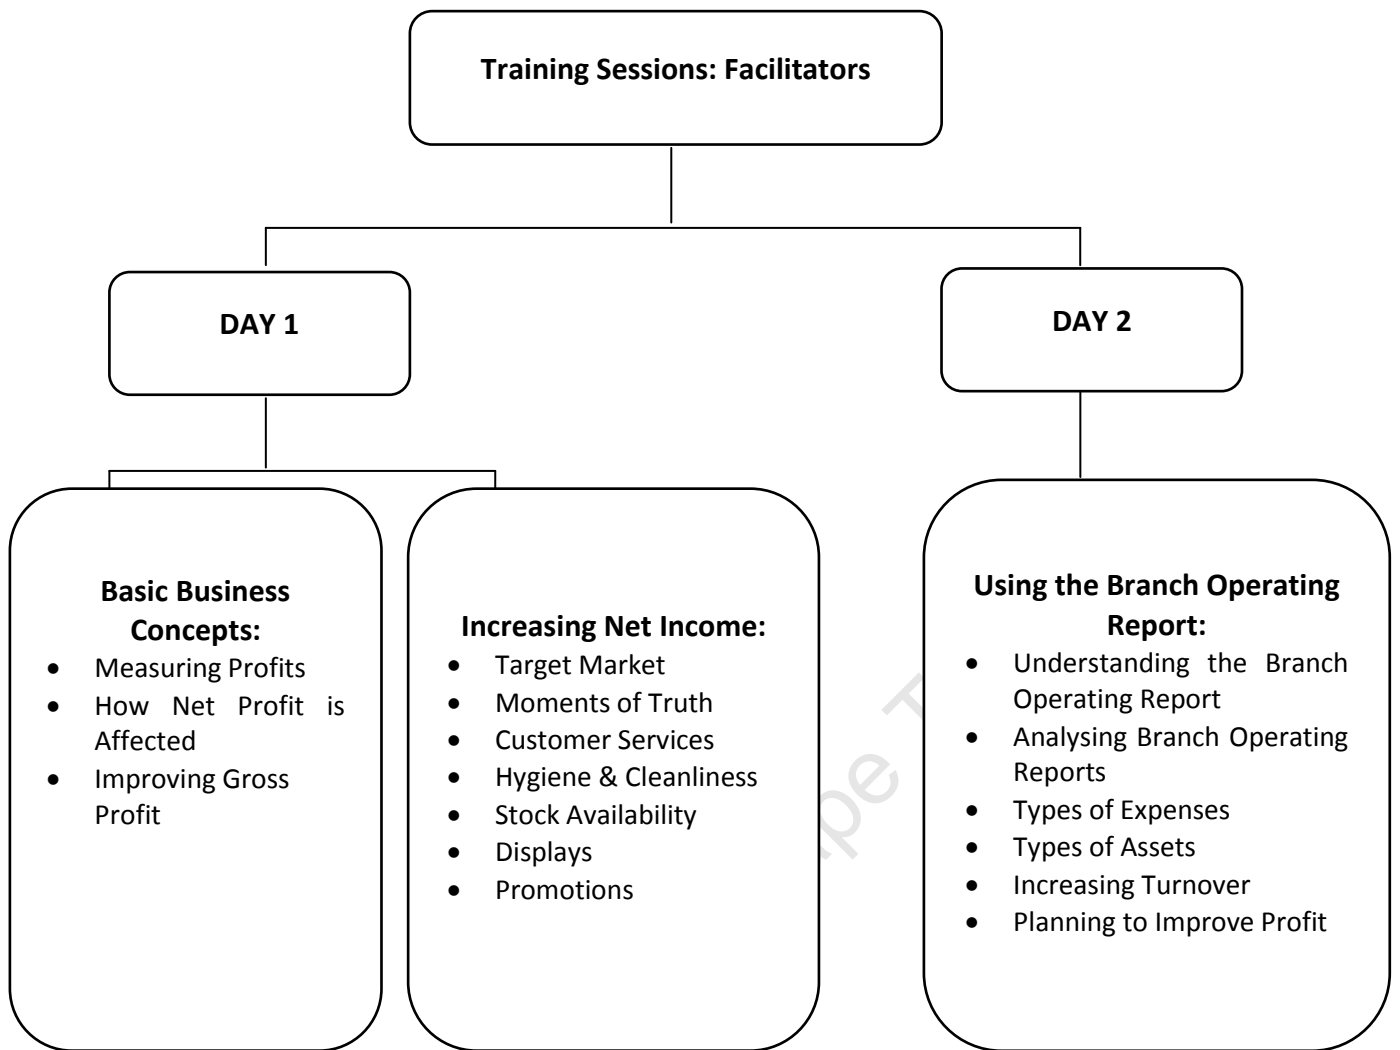 Training Sessions: Facilitators
DAY 1
DAY 2
Basic Business
Concepts:
• Measuring Profits
• How Net Profit is
Affected
• Improving Gross
Profit
Increasing Net Income:
• Target Market
• Moments of Truth
• Customer Services
• Hygiene & Cleanliness
• Stock Availability
• Displays
• Promotions
Using the Branch Operating
Report:
• Understanding the Branch
Operating Report
• Analysing Branch Operating
Reports
• Types of Expenses
• Types of Assets
• Increasing Turnover
• Planning to Improve Profit